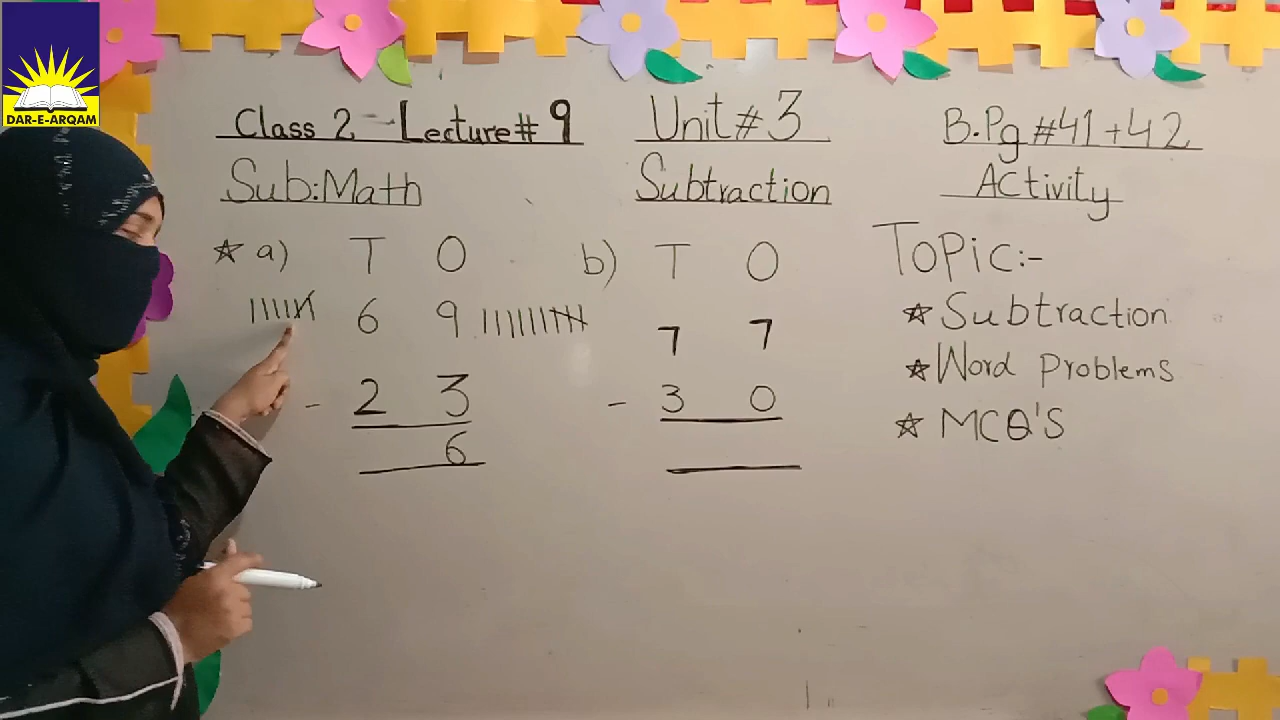 DAR-E-ARQAM
Class 2 - Lecture # 9
Unit # 3
B.Pg #41+42
Sub:Math
Subtraction
Activity
☆ a) T O
b) T O
Topic:-
6 9
7 7
☆ Subtraction
- 2 3
- 3 0
☆ Word Problems
6
☆ MCQ'S